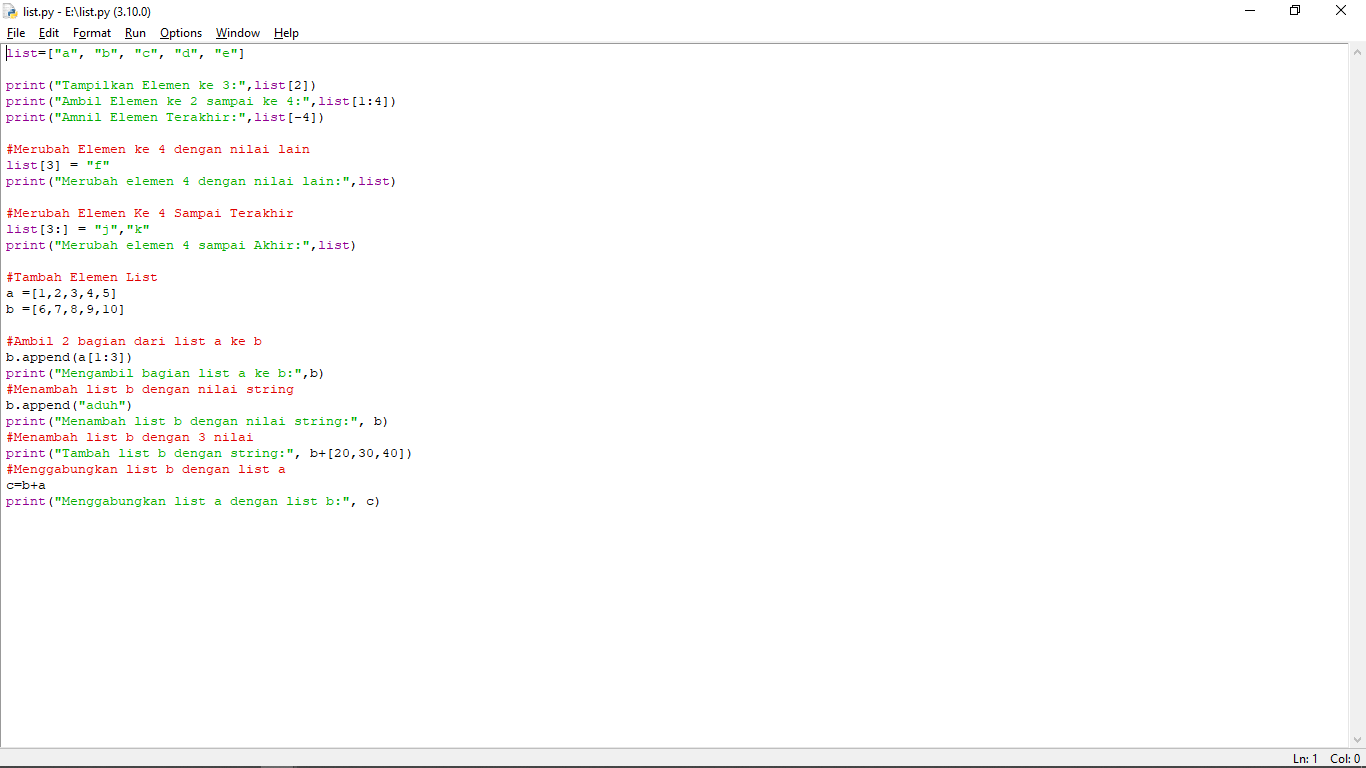 list.py - E:\list.py (3.10.0)
File Edit Format Run Options Window Help
list=["a", "b", "c", "d", "e"]
print("Tampilkan Elemen ke 3:",list[2])
print("Ambil Elemen ke 2 sampai ke 4:",list[1:4])
print("Amnil Elemen Terakhir:",list[-4])
#Merubah Elemen ke 4 dengan nilai lain
list[3] = "f"
print("Merubah elemen 4 dengan nilai lain:",list)
#Merubah Elemen Ke 4 Sampai Terakhir
list[3:] = "j","k"
print("Merubah elemen 4 sampai Akhir:",list)
#Tambah Elemen List
a =[1,2,3,4,5]
b =[6,7,8,9,10]
#Ambil 2 bagian dari list a ke b
b.append(a[1:3])
print("Mengambil bagian list a ke b:",b)
#Menambah list b dengan nilai string
b.append("aduh")
print("Menambah list b dengan nilai string:", b)
#Menambah list b dengan 3 nilai
print("Tambah list b dengan string:", b+[20,30,40])
#Menggabungkan list b dengan list a
c=b+a
print("Menggabungkan list a dengan list b:", c)
Ln: 1 Col: 0